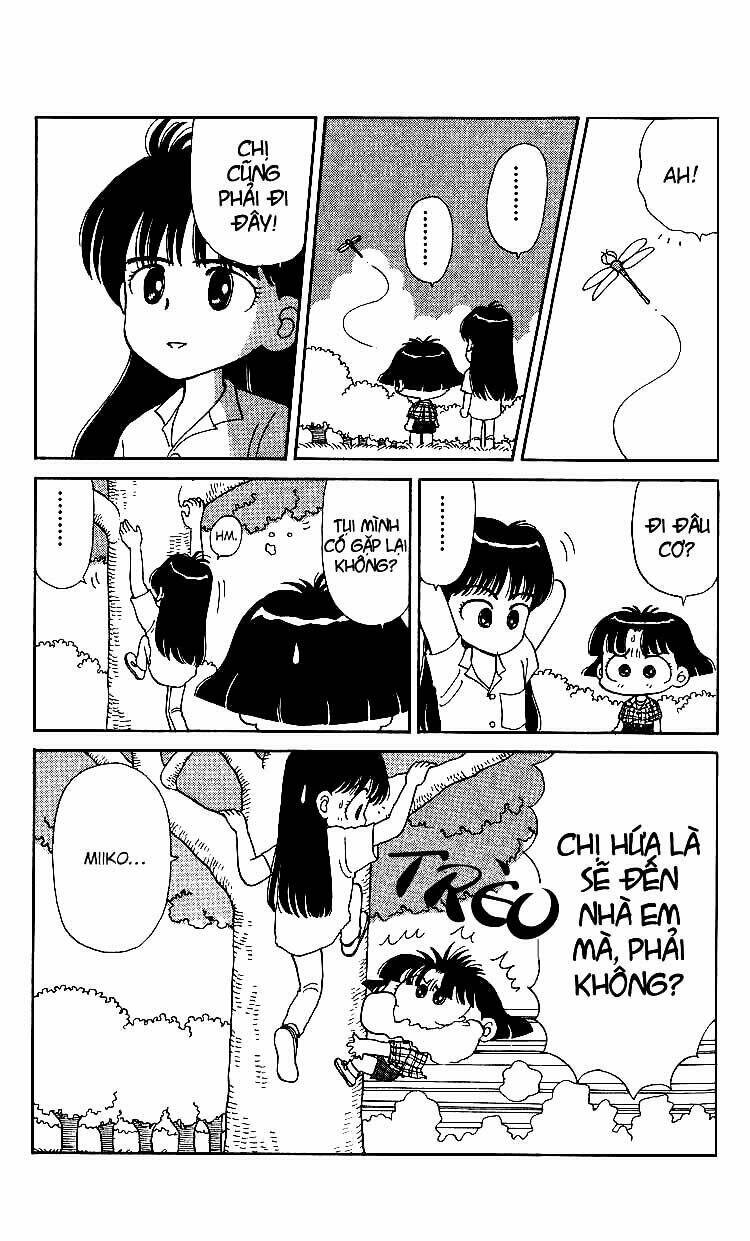 AH!
........
........
CHỊ
CŨNG
PHẢI ĐI
ĐÂY!
ĐI ĐÂU
CƠ?
........
TUI MÌNH
CÓ GẶP LẠI
KHÔNG?
HM.
........
CHỊ HỨA LÀ
SẼ ĐẾN
NHÀ EM
MÀ, PHẢI
KHÔNG?
TRÈO
MIIKO...